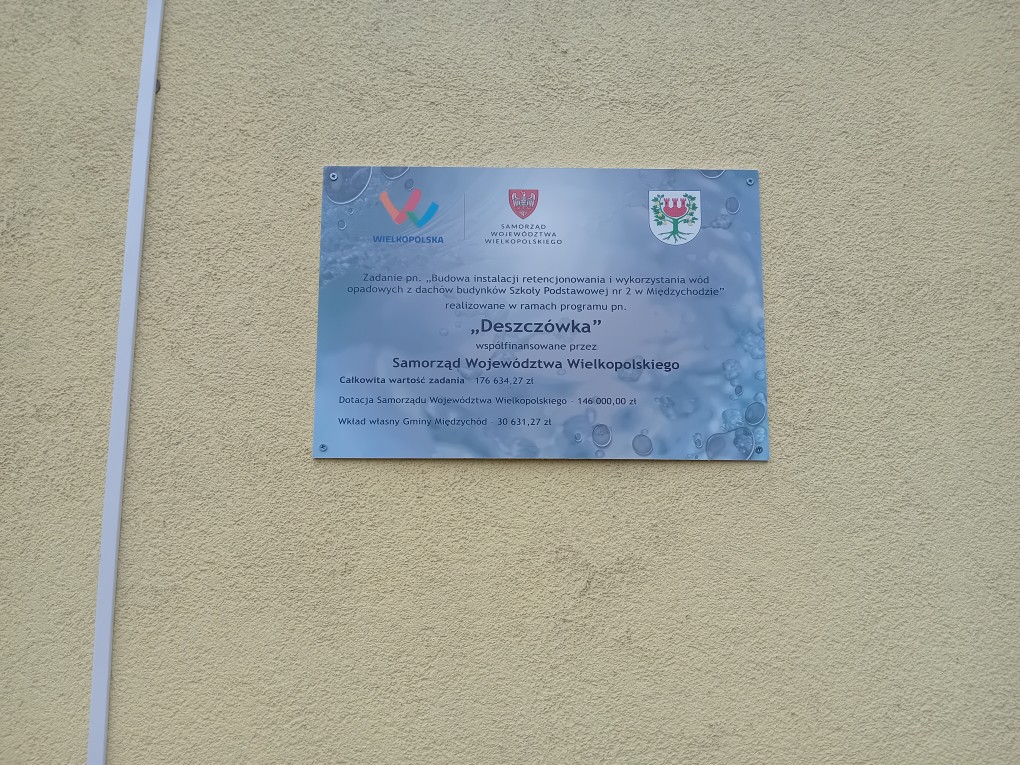 WIELKOPOLSKA
SAMORZĄD
WOJEWÓDZTWA
WIELKOPOLSKIEGO
Zadanie pn. „Budowa instalacji retencjonowania i wykorzystania wód
opadowych z dachów budynków Szkoły Podstawowej nr 2 w Międzychodzie”
realizowane w ramach programu pn.
„Deszczówka”
współfinansowane przez
Samorząd Województwa Wielkopolskiego
Całkowita wartość zadania - 176 634,27 zł
Dotacja Samorządu Województwa Wielkopolskiego - 146 000,00 zł
Wkład własny Gminy Międzychód - 30 631,27 zł